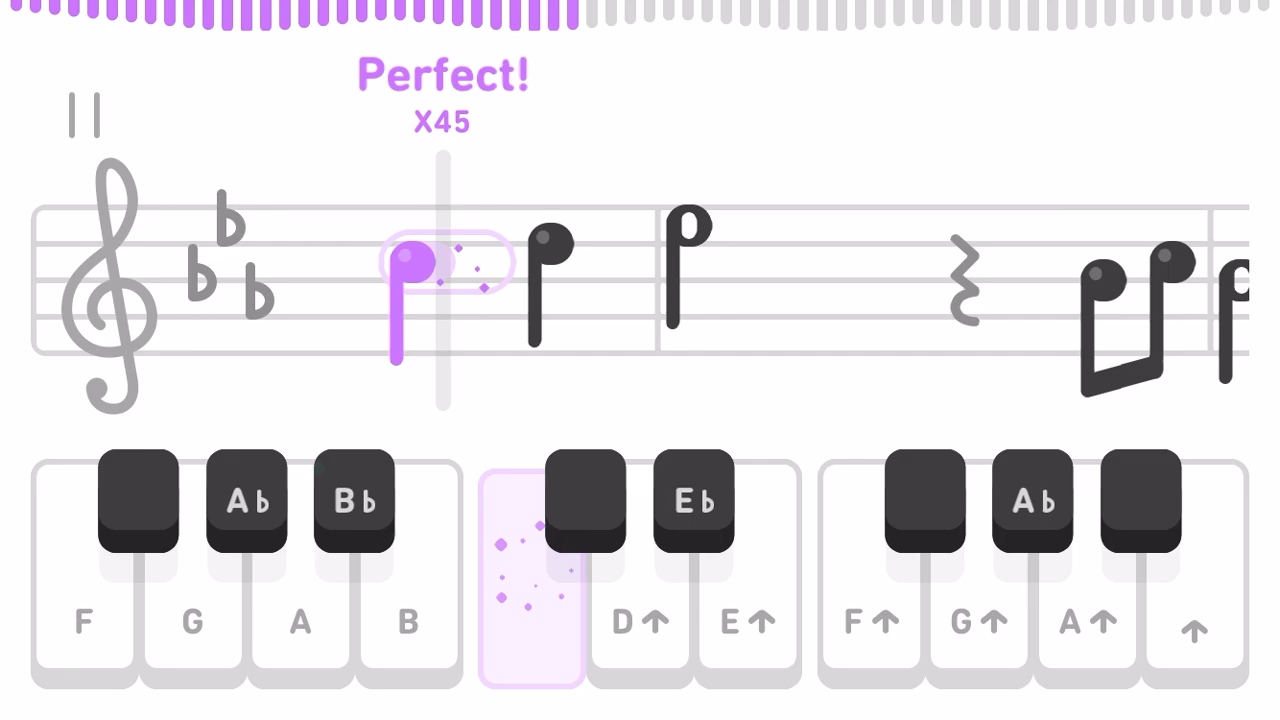 Perfect!
X45
A♭ B♭ E♭ A♭
F G A B D↑ E↑ F↑ G↑ A↑ ↑